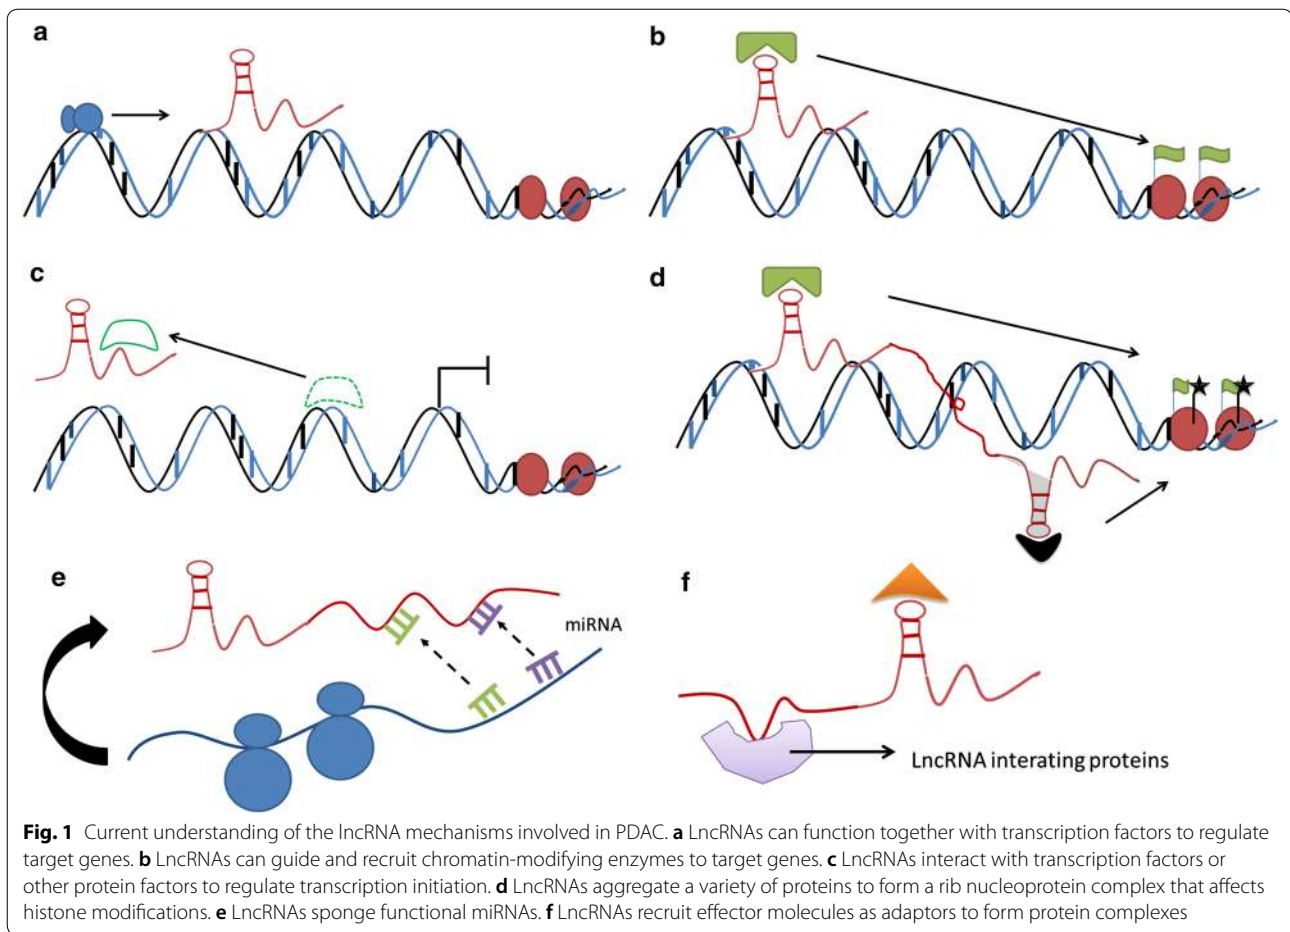 a
b
c
d
e
miRNA
f
LncRNA interating proteins
Fig. 1 Current understanding of the lncRNA mechanisms involved in PDAC. a LncRNAs can function together with transcription factors to regulate
target genes. b LncRNAs can guide and recruit chromatin-modifying enzymes to target genes. c LncRNAs interact with transcription factors or
other protein factors to regulate transcription initiation. d LncRNAs aggregate a variety of proteins to form a rib nucleoprotein complex that affects
histone modifications. e LncRNAs sponge functional miRNAs. f LncRNAs recruit effector molecules as adaptors to form protein complexes